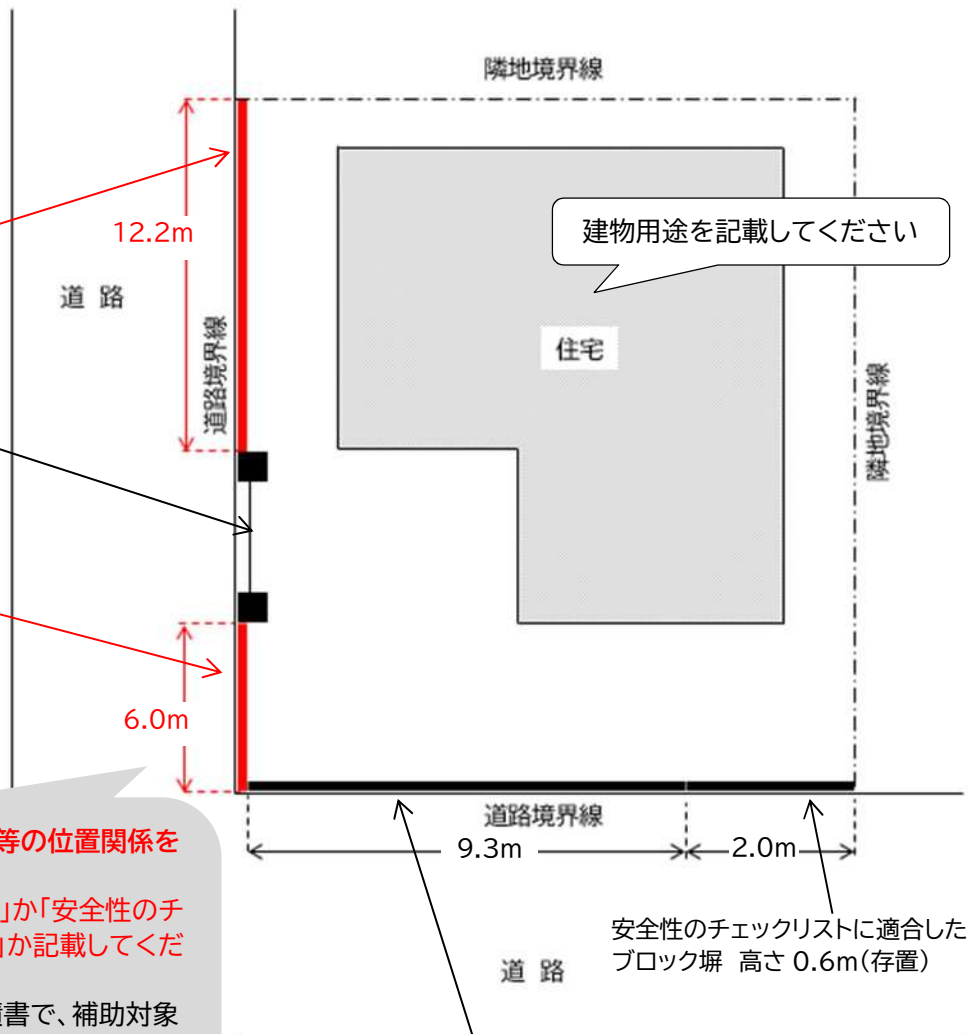 隣地境界線
12.2m
建物用途を記載してください
道 路
道路境界線
住宅
隣地境界線
6.0m
道路境界線
9.3m
2.0m
等の位置関係を
」か「安全性のチ
」か記載してくだ
書で、補助対象
安全性のチェックリストに適合した
ブロック塀 高さ 0.6m(存置)
道 路